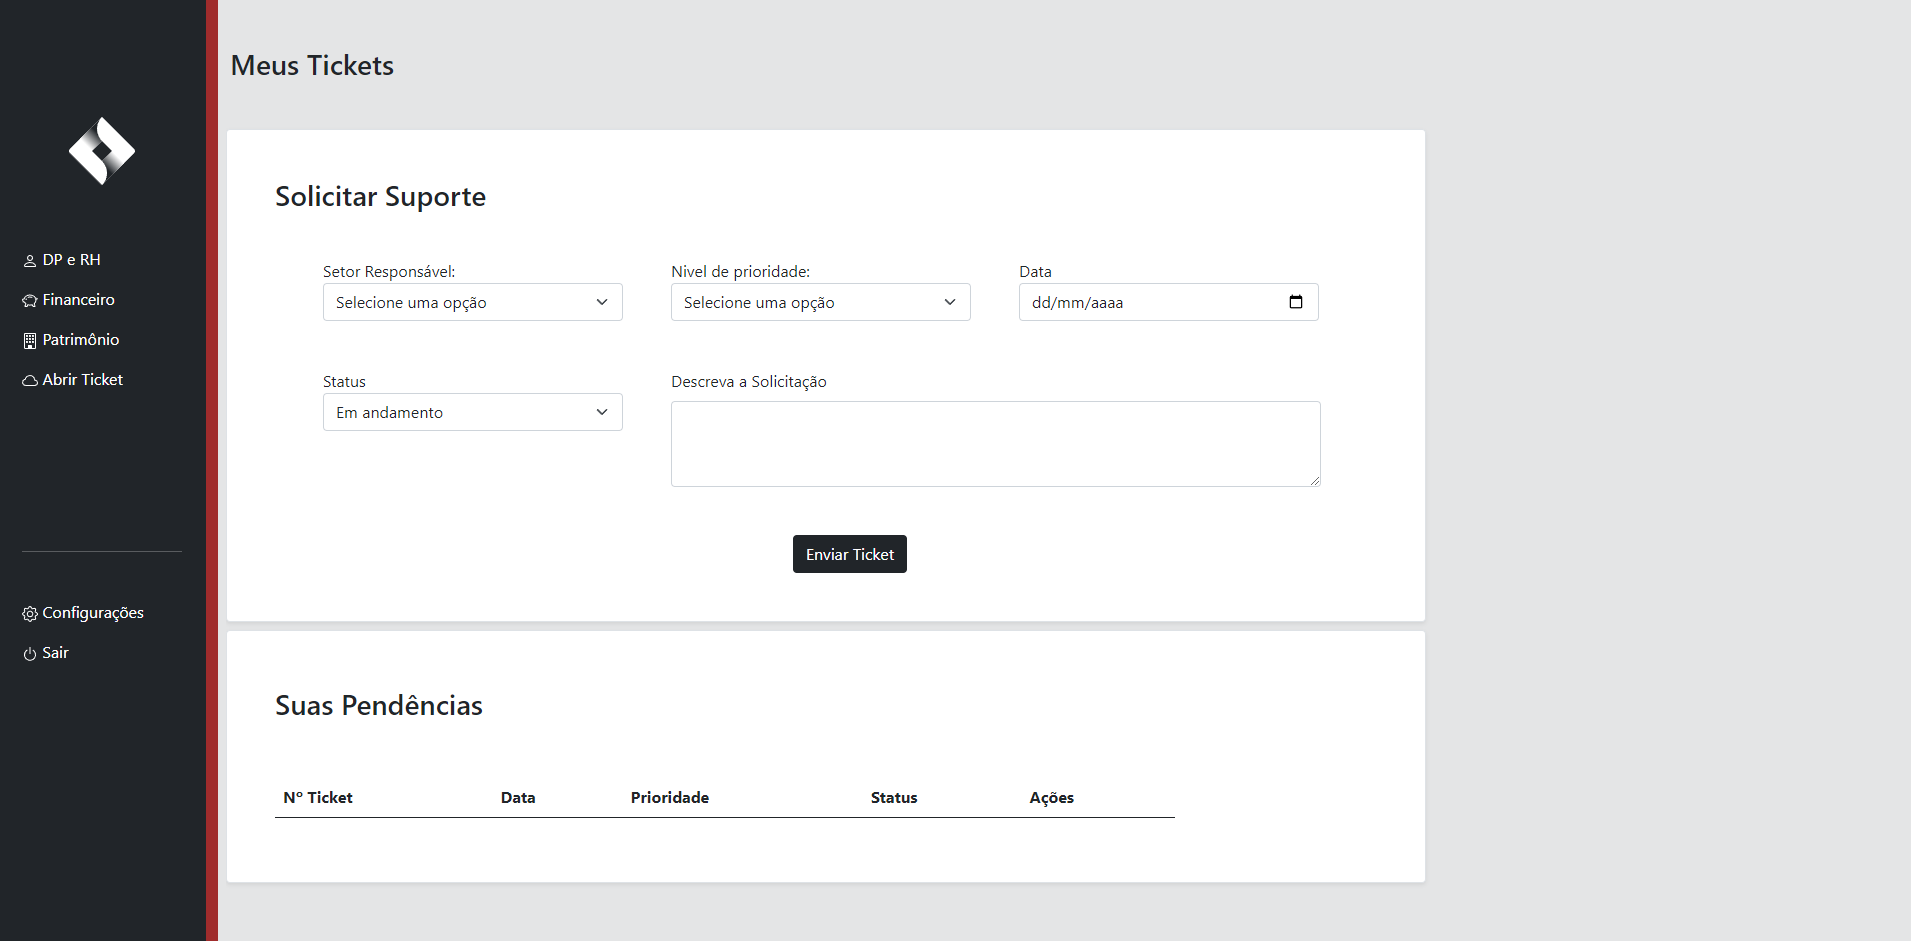 Meus Tickets
DP e RH
Financeiro
Patrimônio
Abrir Ticket
Configurações
Sair
Solicitar Suporte
Setor Responsável:
Selecione uma opção
Nivel de prioridade:
Selecione uma opção
Data
dd/mm/aaaa
Status
Em andamento
Descreva a Solicitação
Enviar Ticket
Suas Pendências
Nº Ticket Data Prioridade Status Ações